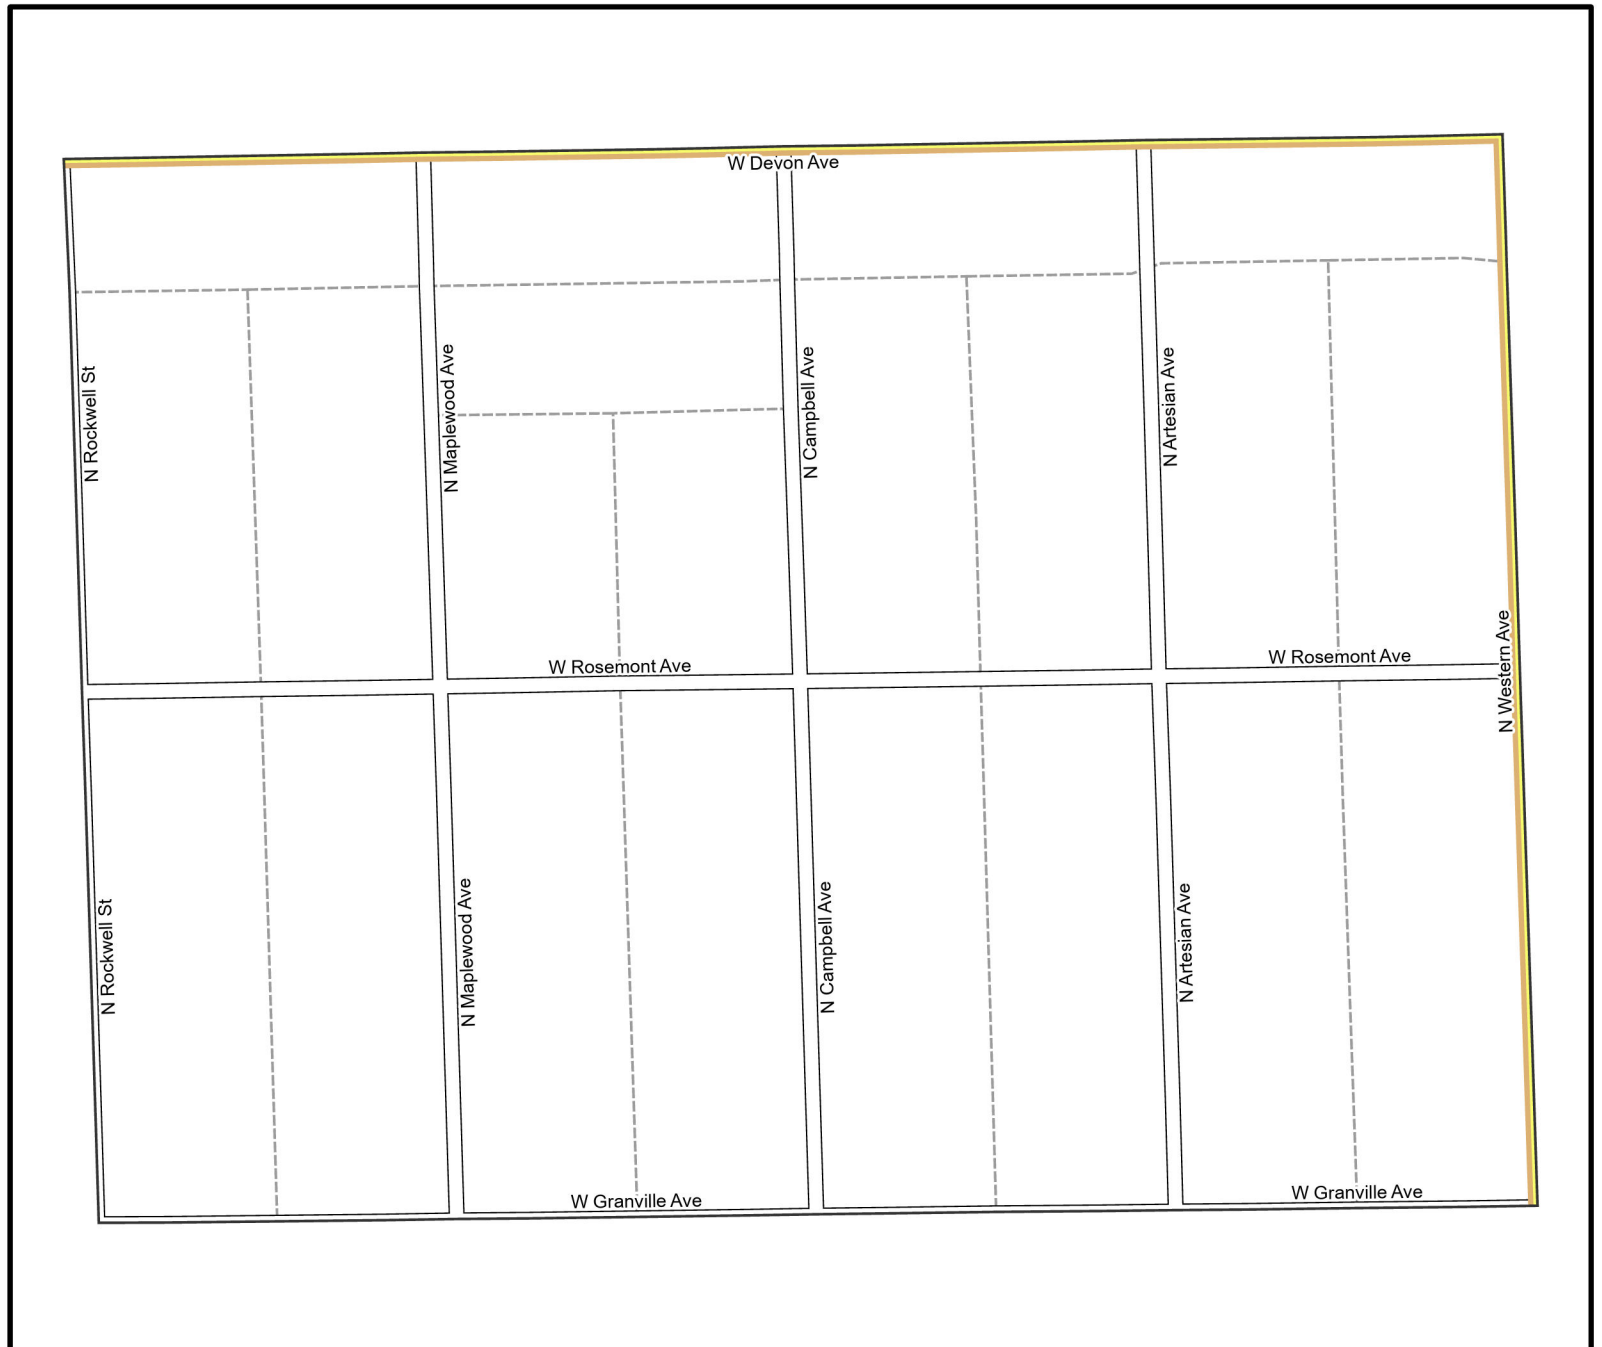 W Devon Ave
N Rockwell St
N Maplewood Ave
N Campbell Ave
N Artesian Ave
W Rosemont Ave
W Rosemont Ave
N Western Ave
N Rockwell St
N Maplewood Ave
N Campbell Ave
N Artesian Ave
W Granville Ave
W Granville Ave